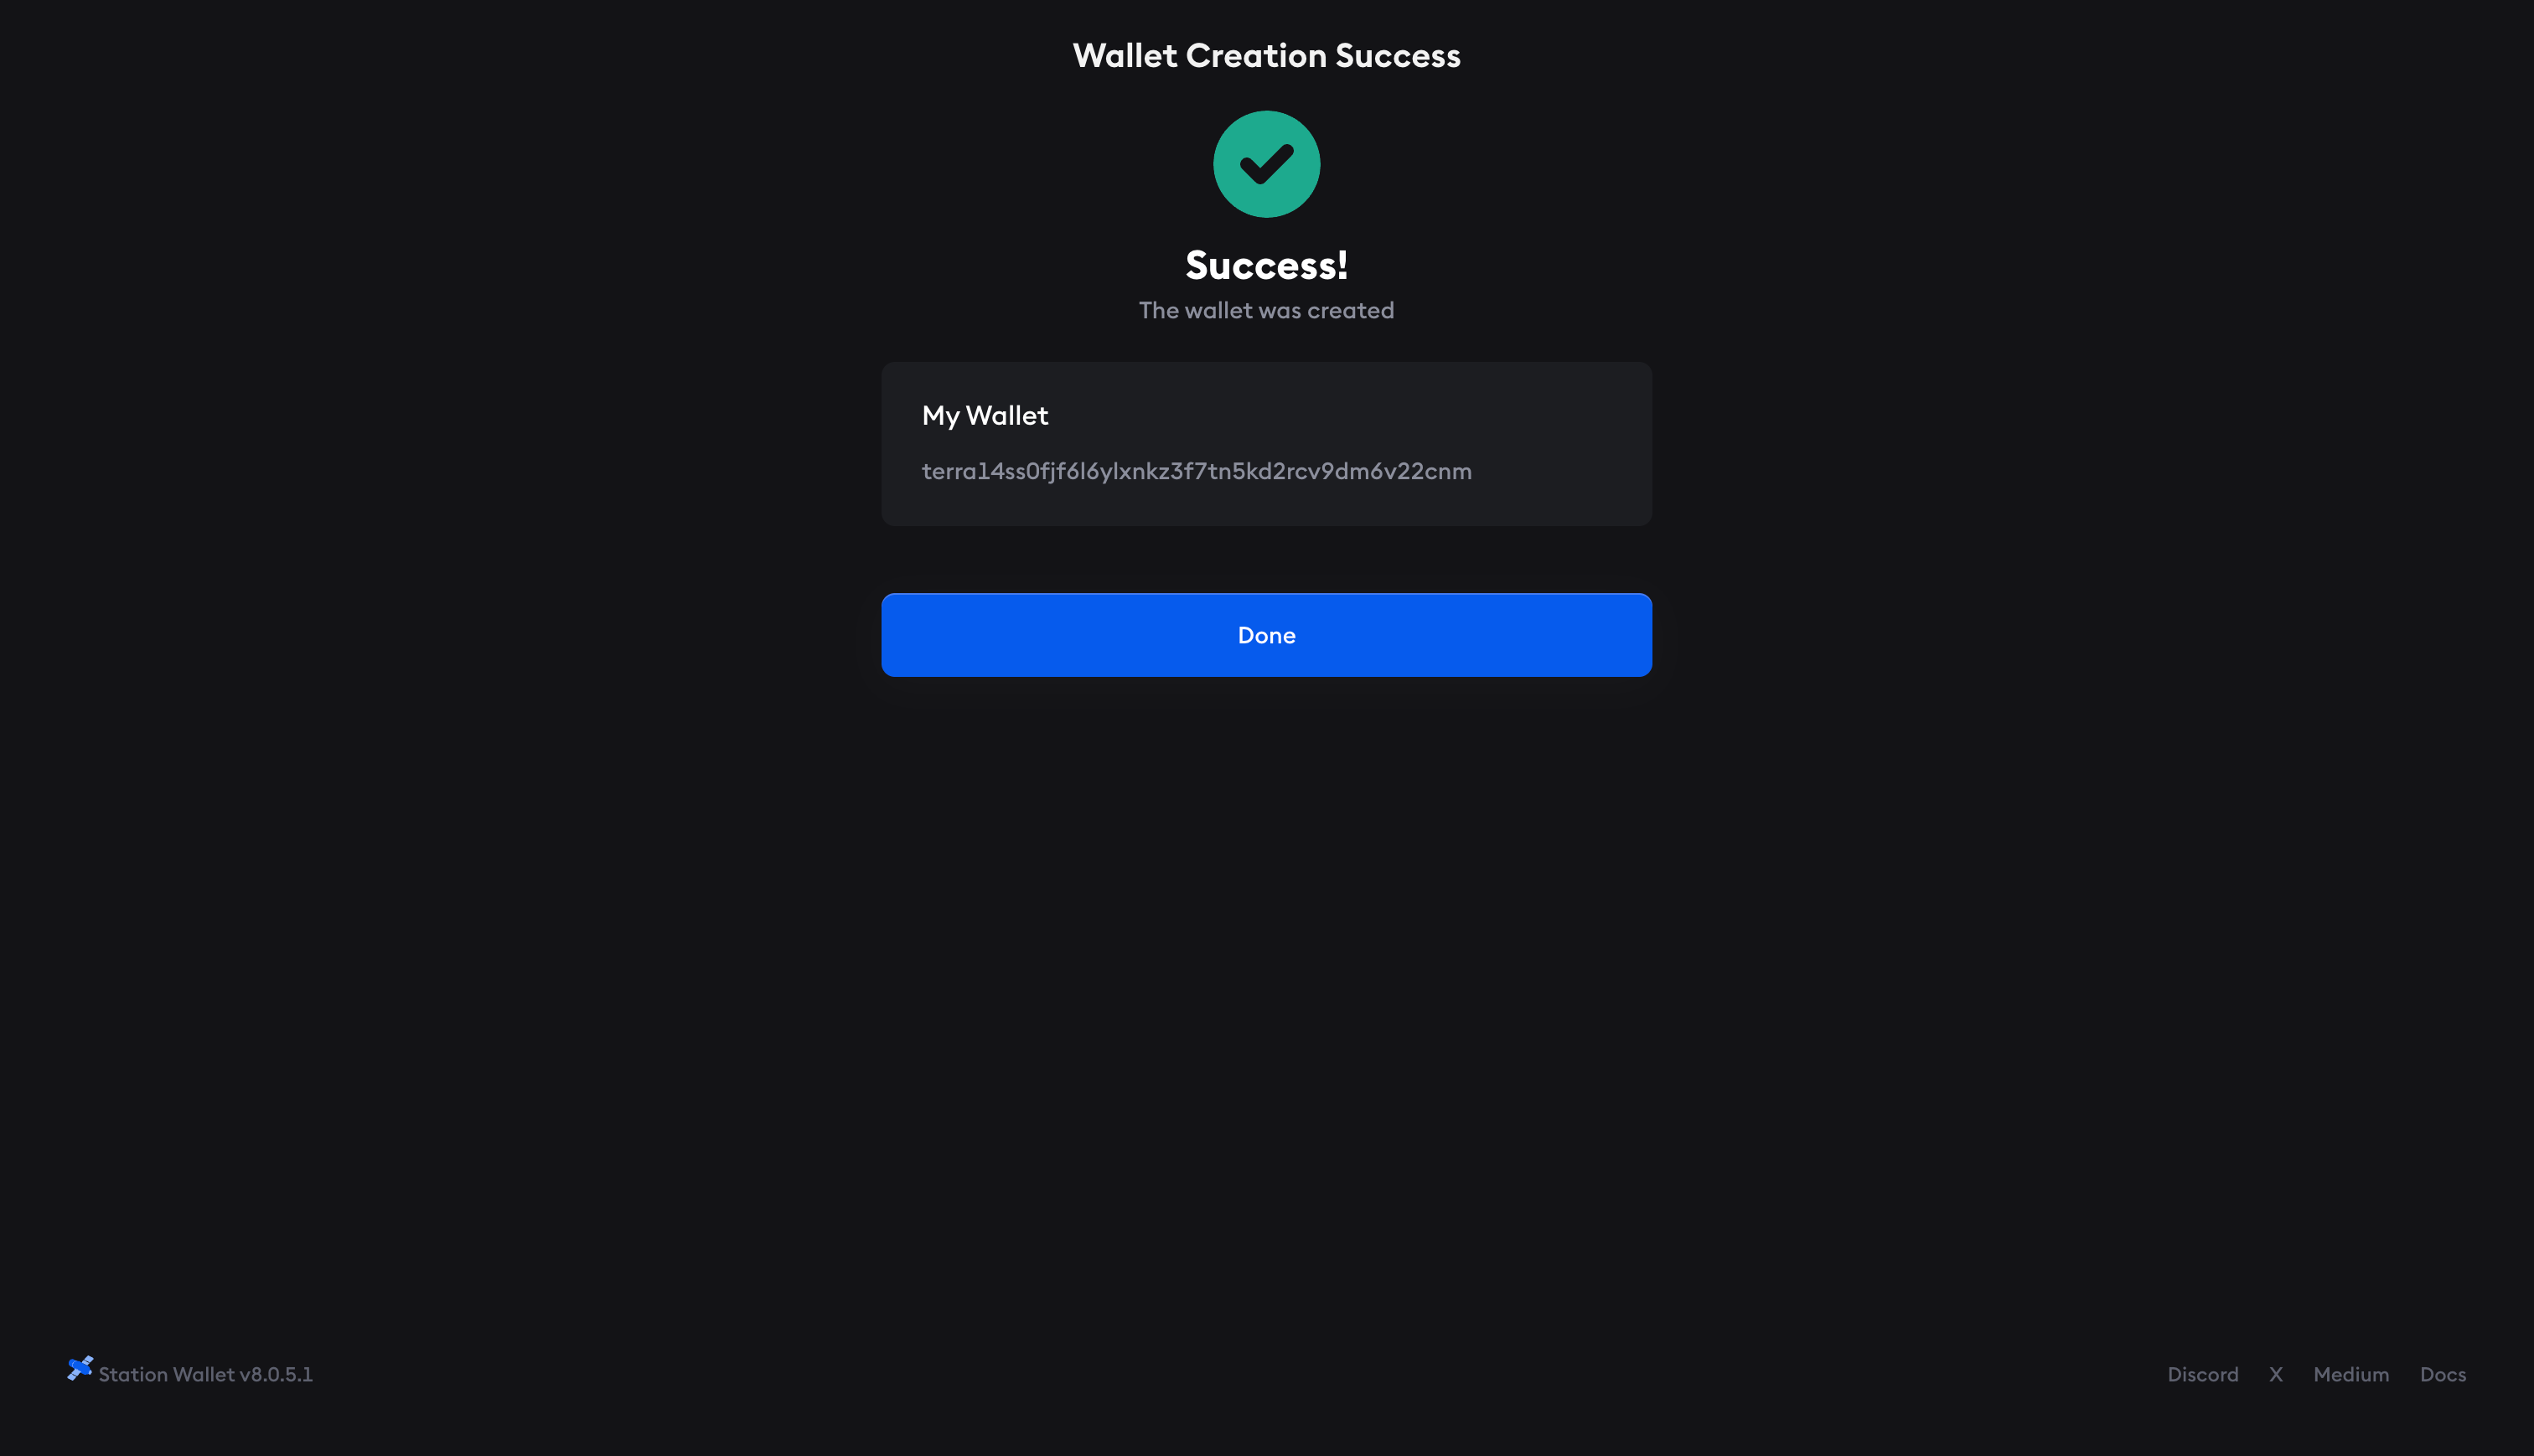 Wallet Creation Success
Success!
The wallet was created
My Wallet
terra14ss0fjf6l6ylxnkz3f7tn5kd2rcv9dm6v22cnm
Done
Station Wallet v8.0.5.1
Discord X Medium Docs